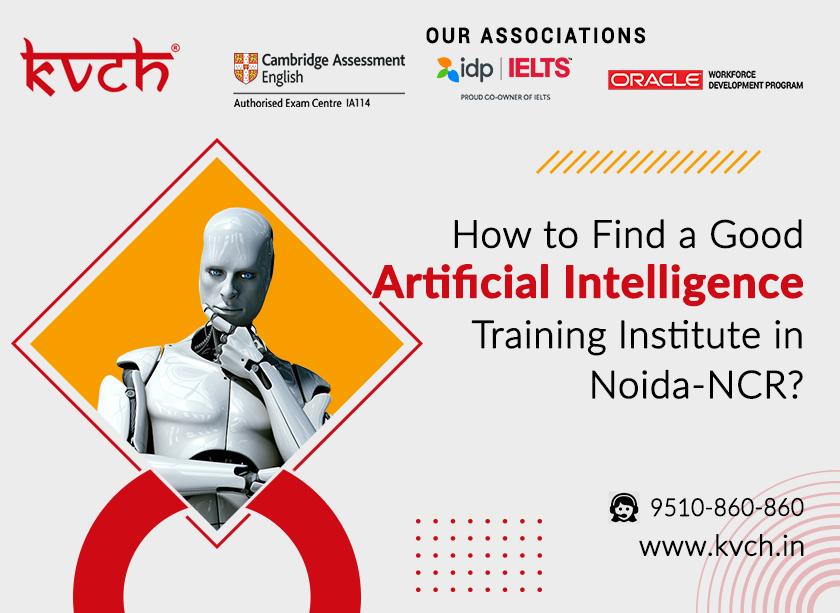 kvch®
OUR ASSOCIATIONS
Cambridge Assessment
English
Authorised Exam Centre IA114
idp | IELTS™
PROUD CO-OWNER OF IELTS
ORACLE®
WORKFORCE
DEVELOPMENT PROGRAM
How to Find a Good
Artificial Intelligence
Training Institute in
Noida-NCR?
9510-860-860
www.kvch.in